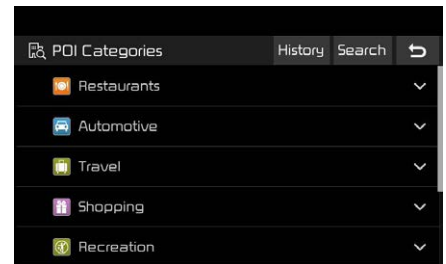 POI Categories History Search
Restaurants
Automotive
Travel
Shopping
Recreation